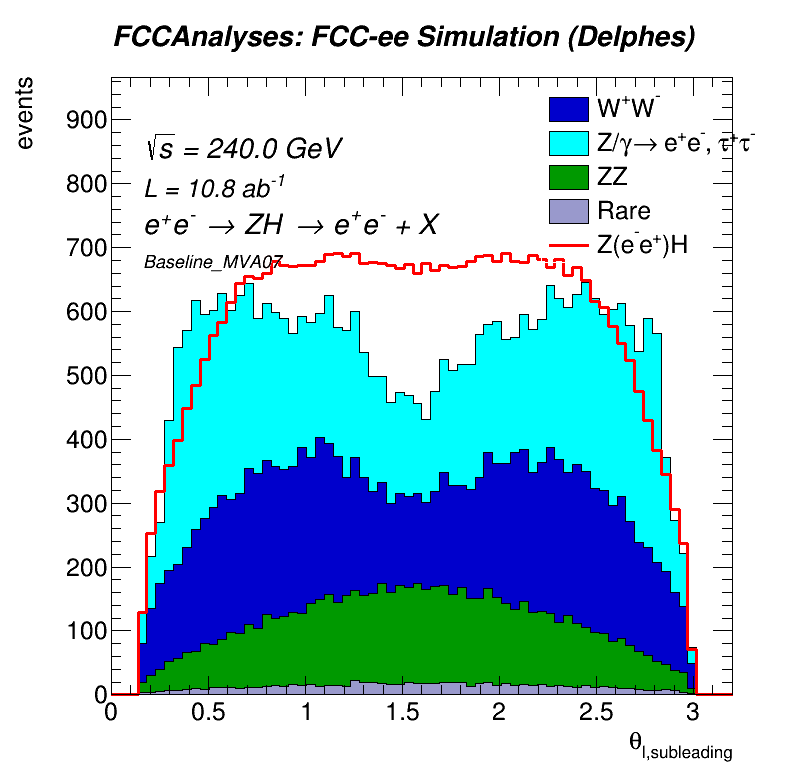 FCCAnalyses: FCC-ee Simulation (Delphes)
events
900
800
700
600
500
400
300
200
100
0
√s = 240.0 GeV
L = 10.8 ab⁻¹
e⁺e⁻ → ZH → e⁺e⁻ + X
Baseline_MVA07
W⁺W⁻
Z/γ→ e⁺e⁻, τ⁺τ⁻
ZZ
Rare
Z(e⁻e⁺)H
0 0.5 1 1.5 2 2.5 3
θl,subleading